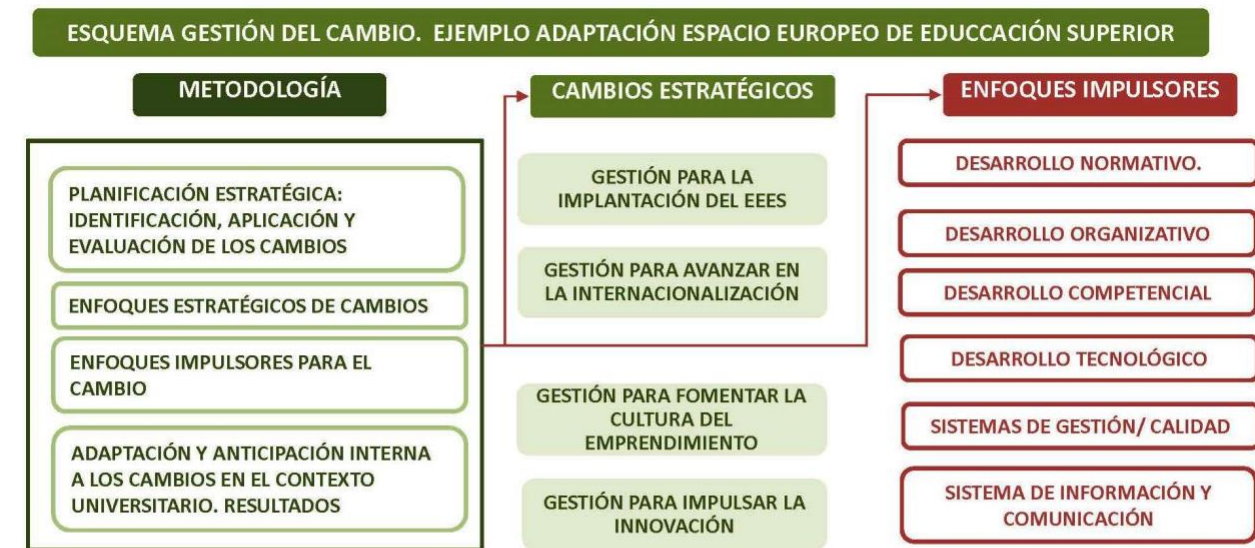 ESQUEMA GESTIÓN DEL CAMBIO. EJEMPLO ADAPTACIÓN ESPACIO EUROPEO DE EDUCCACIÓN SUPERIOR
METODOLOGÍA
PLANIFICACIÓN ESTRATÉGICA:
IDENTIFICACIÓN, APLICACIÓN Y
EVALUACIÓN DE LOS CAMBIOS
ENFOQUES ESTRATÉGICOS DE CAMBIOS
ENFOQUES IMPULSORES PARA EL
CAMBIO
ADAPTACIÓN Y ANTICIPACIÓN INTERNA
A LOS CAMBIOS EN EL CONTEXTO
UNIVERSITARIO. RESULTADOS
CAMBIOS ESTRATÉGICOS
GESTIÓN PARA LA
IMPLANTACIÓN DEL EEES
GESTIÓN PARA AVANZAR EN
LA INTERNACIONALIZACIÓN
GESTIÓN PARA FOMENTAR LA
CULTURA DEL
EMPRENDIMIENTO
GESTIÓN PARA IMPULSAR LA
INNOVACIÓN
ENFOQUES IMPULSORES
DESARROLLO NORMATIVO.
DESARROLLO ORGANIZATIVO
DESARROLLO COMPETENCIAL
DESARROLLO TECNOLÓGICO
SISTEMAS DE GESTIÓN/ CALIDAD
SISTEMA DE INFORMACIÓN Y
COMUNICACIÓN